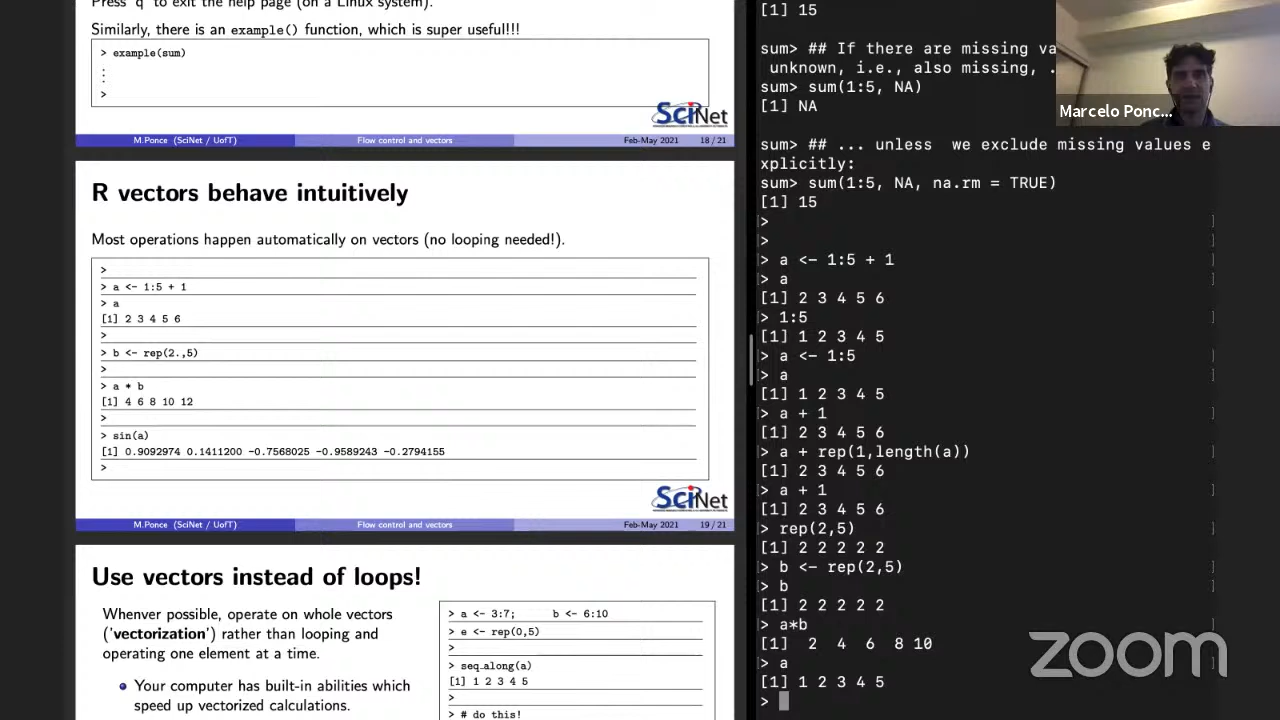 Press 'q' to exit the help page (on a Linux system).
Similarly, there is an example() function, which is super useful!!!
> example(sum)
⋮
>
SciNet
M.Ponce (SciNet / UofT) Flow control and vectors Feb-May 2021 18 / 21
R vectors behave intuitively
Most operations happen automatically on vectors (no looping needed!).
>
> a <- 1:5 + 1
> a
[1] 2 3 4 5 6
>
> b <- rep(2.,5)
>
> a * b
[1] 4 6 8 10 12
>
> sin(a)
[1] 0.9092974 0.1411200 -0.7568025 -0.9589243 -0.2794155
>
SciNet
M.Ponce (SciNet / UofT) Flow control and vectors Feb-May 2021 19 / 21
Use vectors instead of loops!
Whenver possible, operate on whole vectors
('vectorization') rather than looping and
operating one element at a time.
Your computer has built-in abilities which
speed up vectorized calculations.
> a <- 3:7; b <- 6:10
> e <- rep(0,5)
>
> seq_along(a)
[1] 1 2 3 4 5
>
> # do this!
[1] 15
sum> ## If there are missing va
unknown, i.e., also missing, .
sum> sum(1:5, NA)
[1] NA
sum> ## ... unless we exclude missing values e
xplicitly:
sum> sum(1:5, NA, na.rm = TRUE)
[1] 15
>
>
> a <- 1:5 + 1
> a
[1] 2 3 4 5 6
> 1:5
[1] 1 2 3 4 5
> a <- 1:5
> a
[1] 1 2 3 4 5
> a + 1
[1] 2 3 4 5 6
> a + rep(1,length(a))
[1] 2 3 4 5 6
> a + 1
[1] 2 3 4 5 6
> rep(2,5)
[1] 2 2 2 2 2
> b <- rep(2,5)
> b
[1] 2 2 2 2 2
> a*b
[1] 2 4 6 8 10
> a
[1] 1 2 3 4 5
>
Marcelo Ponc...
zoom